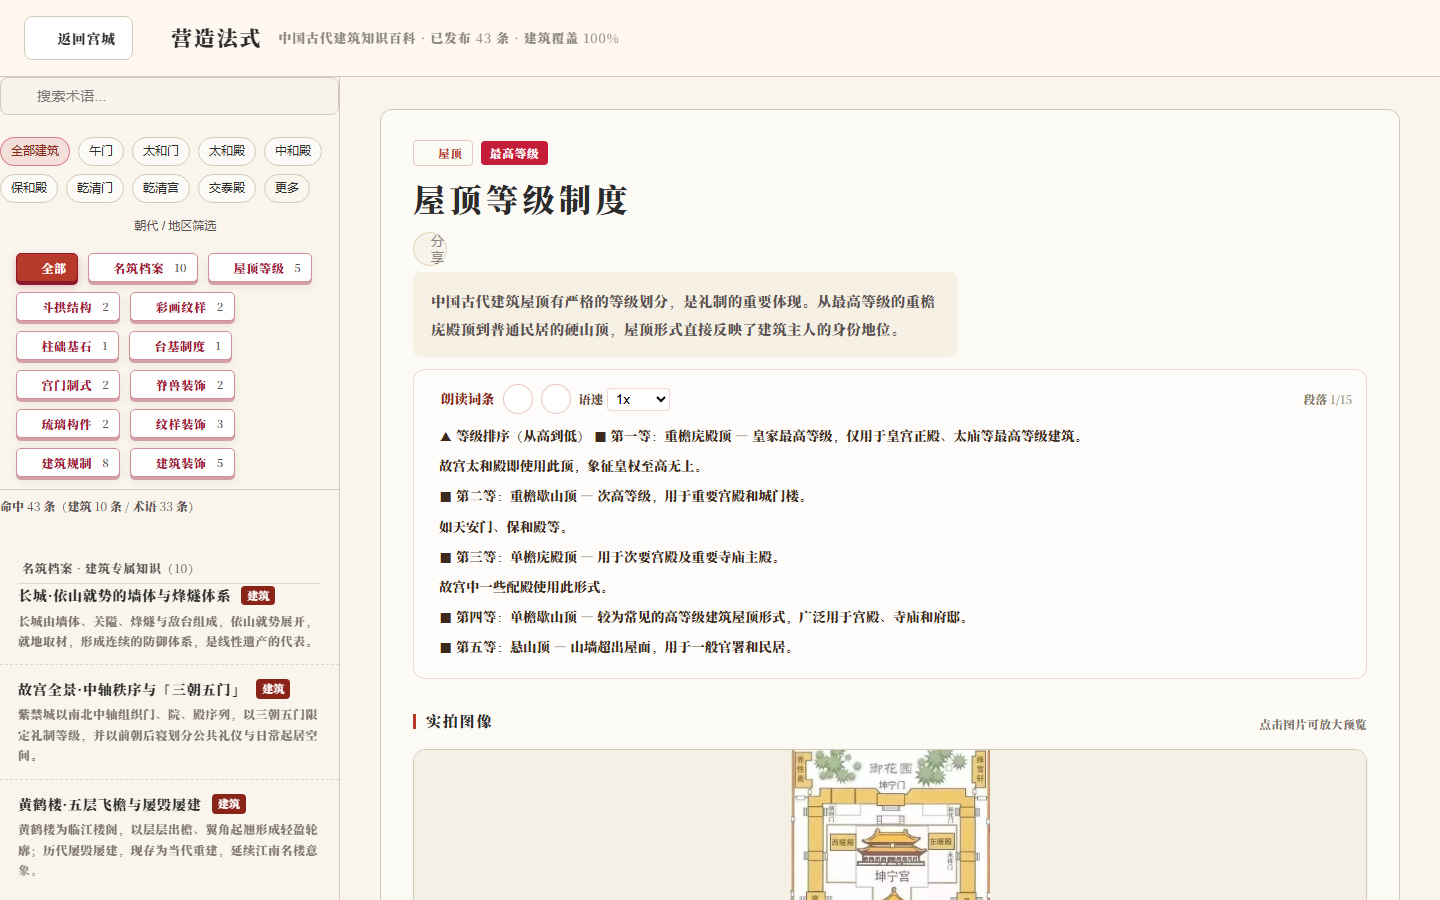 返回宫城
营造法式
中国古代建筑知识百科 · 已发布 43 条 · 建筑覆盖 100%
搜索术语...
全部建筑 午门 太和门 太和殿 中和殿
保和殿 乾清门 乾清宫 交泰殿 更多
朝代 / 地区筛选
全部 名筑档案 10 屋顶等级 5
斗拱结构 2 彩画纹样 2
柱础基石 1 台基制度 1
宫门制式 2 脊兽装饰 2
琉璃构件 2 纹样装饰 3
建筑规制 8 建筑装饰 5
命中 43 条（建筑 10 条 / 术语 33 条）
名筑档案 · 建筑专属知识（10）
长城·依山就势的墙体与烽燧体系 建筑
长城由墙体、关隘、烽燧与敌台组成，依山就势展开，
就地取材，形成连续的防御体系，是线性遗产的代表。
故宫全景·中轴秩序与「三朝五门」 建筑
紫禁城以南北中轴组织门、院、殿序列，以三朝五门限
定礼制等级，并以前朝后寝划分公共礼仪与日常起居空
间。
黄鹤楼·五层飞檐与屡毁屡建 建筑
黄鹤楼为临江楼阁，以层层出檐、翼角起翘形成轻盈轮
廓；历代屡毁屡建，现存为当代重建，延续江南名楼意
象。
屋顶 最高等级
屋顶等级制度
分
享
中国古代建筑屋顶有严格的等级划分，是礼制的重要体现。从最高等级的重檐
庑殿顶到普通民居的硬山顶，屋顶形式直接反映了建筑主人的身份地位。
朗读词条 语速 1x 段落 1/15
▲ 等级排序（从高到低） ■ 第一等：重檐庑殿顶 — 皇家最高等级，仅用于皇宫正殿、太庙等最高等级建筑。
故宫太和殿即使用此顶，象征皇权至高无上。
■ 第二等：重檐歇山顶 — 次高等级，用于重要宫殿和城门楼。
如天安门、保和殿等。
■ 第三等：单檐庑殿顶 — 用于次要宫殿及重要寺庙主殿。
故宫中一些配殿使用此形式。
■ 第四等：单檐歇山顶 — 较为常见的高等级建筑屋顶形式，广泛用于宫殿、寺庙和府邸。
■ 第五等：悬山顶 — 山墙超出屋面，用于一般官署和民居。
实拍图像
点击图片可放大预览
养性斋 御花园 绛雪轩
坤宁门
西暖殿 东暖殿
坤宁宫